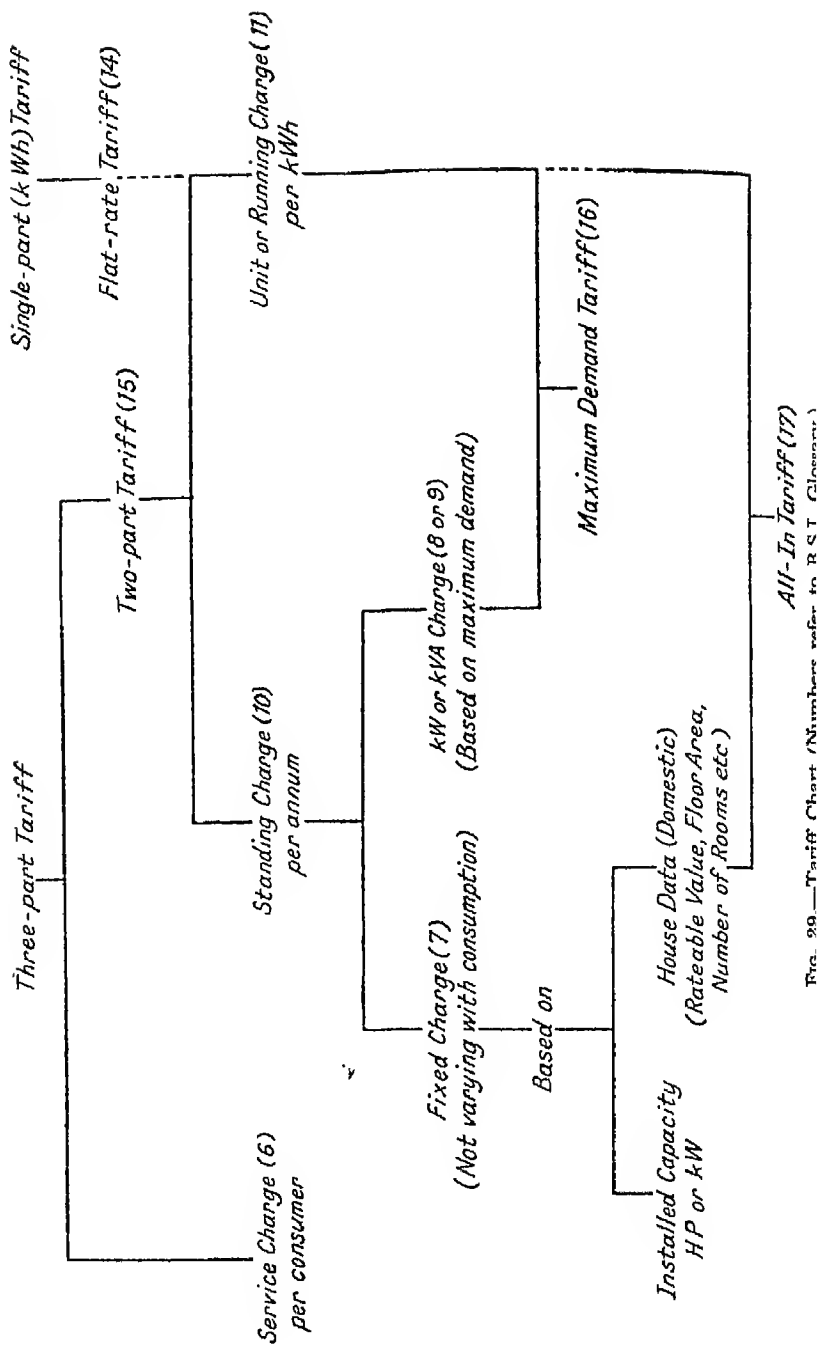 Three-part Tariff
Single-part (kWh) Tariff
Two-part Tariff (15)
Flat-rate Tariff (14)
Service Charge (6)
per consumer
Standing Charge (10)
per annum
Unit or Running Charge (11)
per kWh
Fixed Charge (7)
(Not varying with consumption)
kW or kVA Charge (8 or 9)
(Based on maximum demand)
Based on
Maximum Demand Tariff (16)
Installed Capacity
HP or kW
House Data (Domestic)
(Rateable Value, Floor Area,
Number of Rooms etc)
All-In Tariff (17)
Fig. 29.—Tariff Chart (Numbers refer to B.S.I. Glossary.)